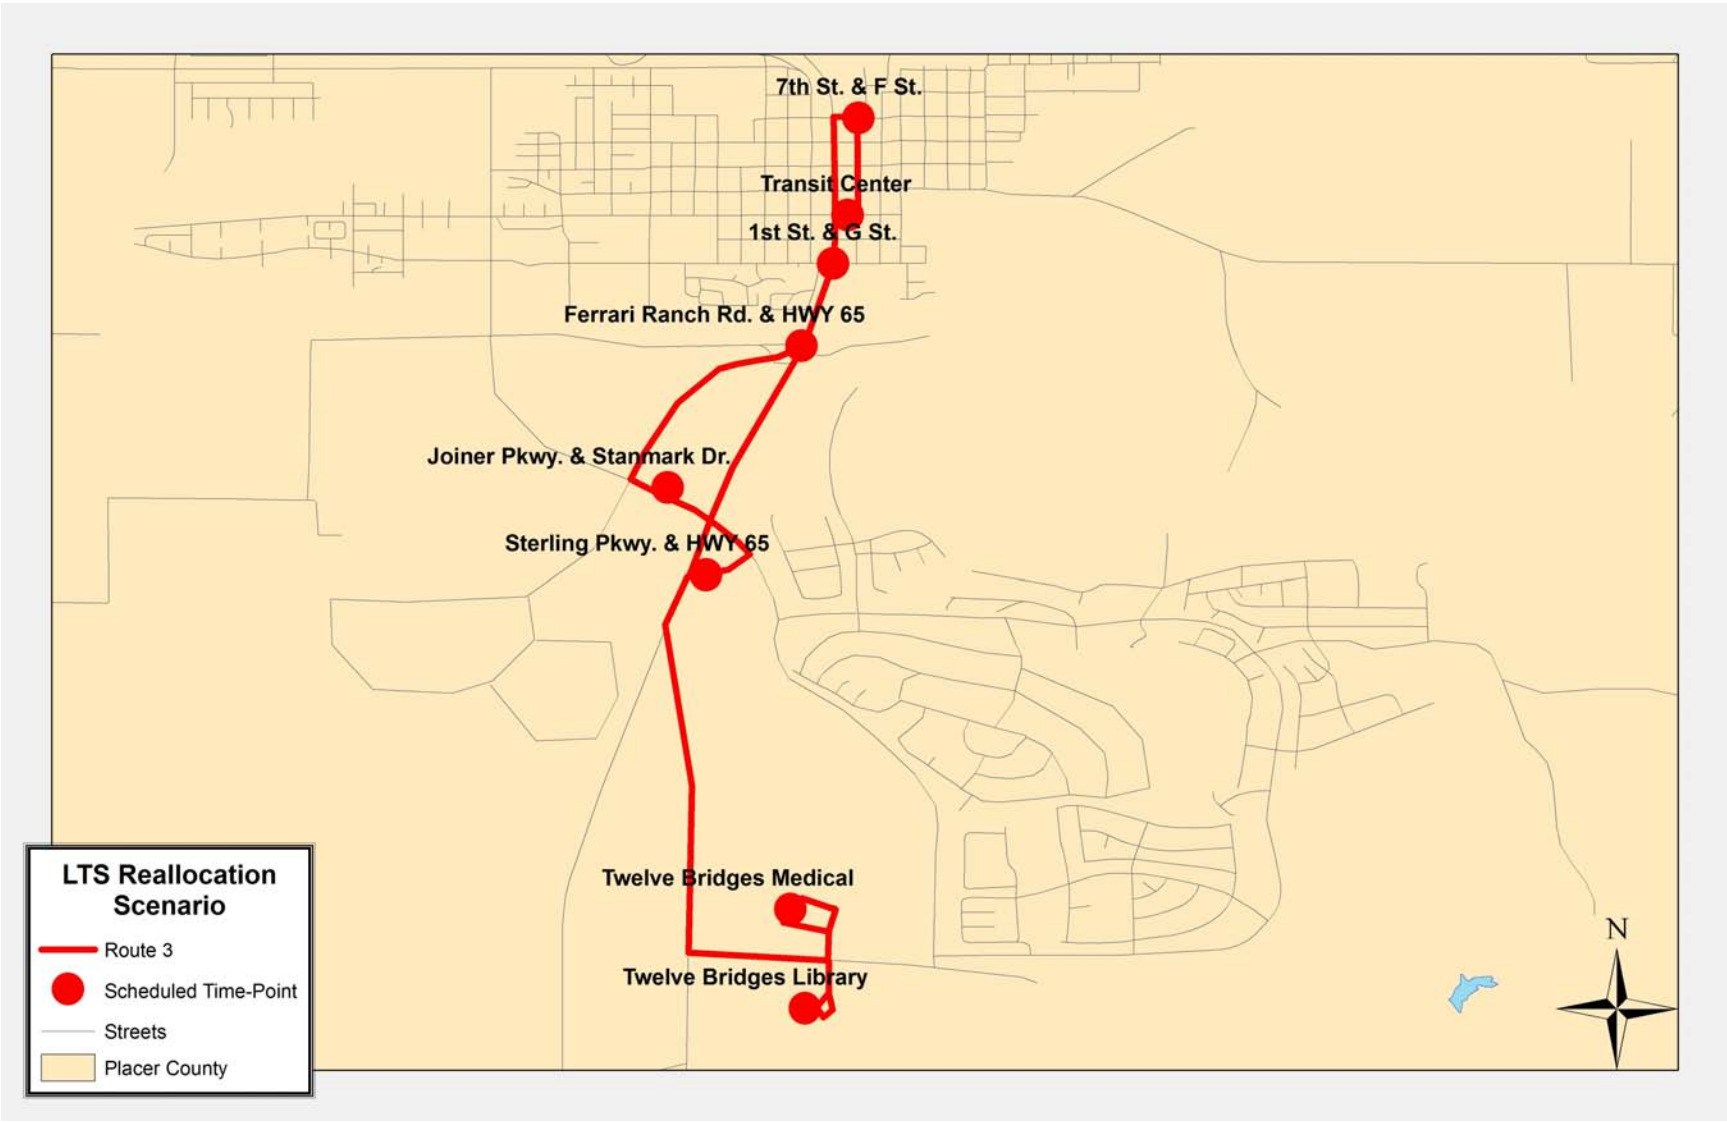 7th St. & F St.
Transit Center
1st St. & G St.
Ferrari Ranch Rd. & HWY 65
Joiner Pkwy. & Stanmark Dr.
Sterling Pkwy. & HWY 65
Twelve Bridges Medical
Twelve Bridges Library
LTS Reallocation
Scenario
Route 3
Scheduled Time-Point
Streets
Placer County
N